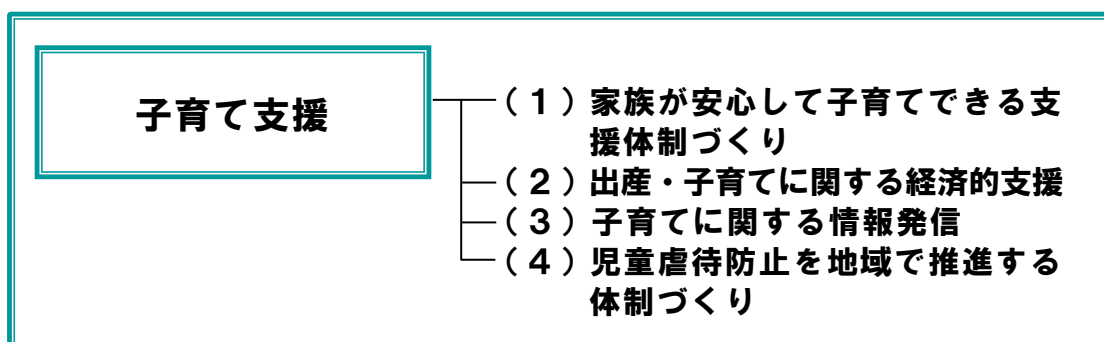 子育て支援
（１）家族が安心して子育てできる支
援体制づくり
（２）出産・子育てに関する経済的支援
（３）子育てに関する情報発信
（４）児童虐待防止を地域で推進する
体制づくり